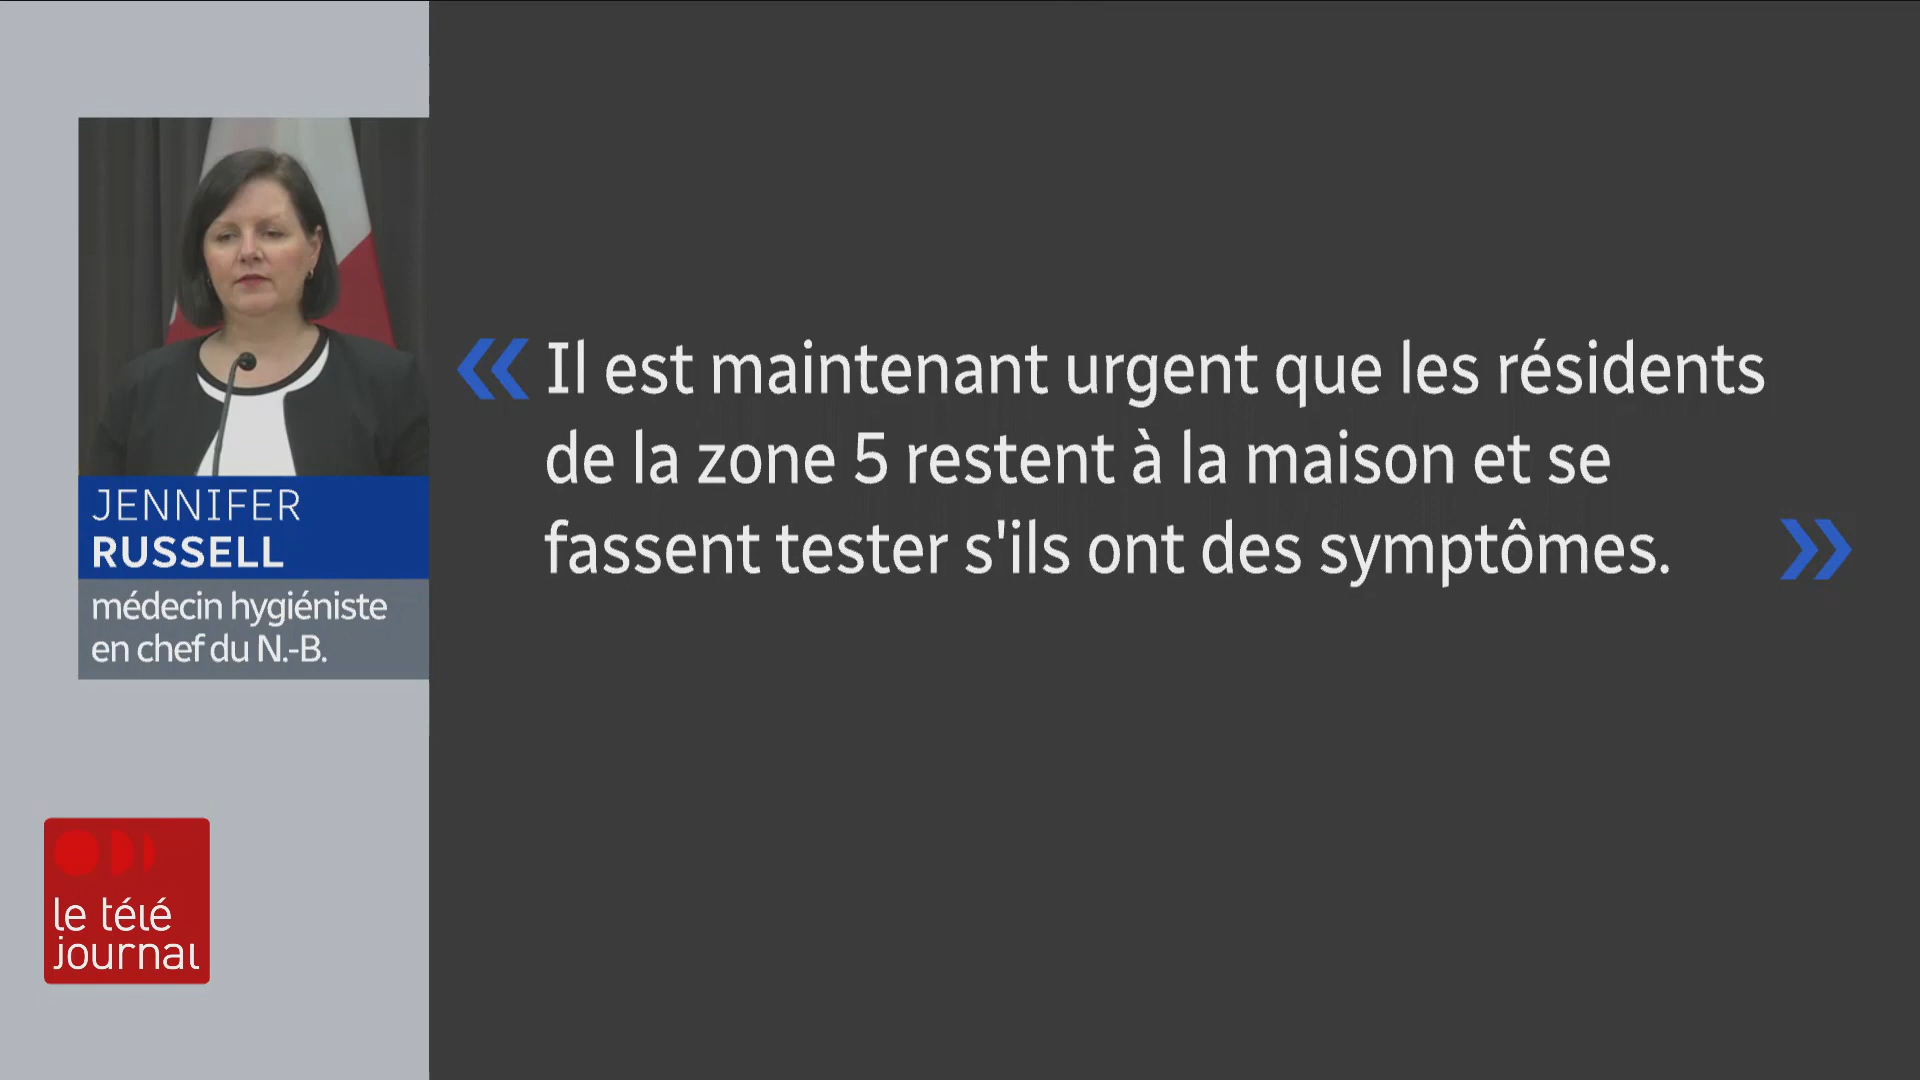 JENNIFER
RUSSELL
médecin hygiéniste
en chef du N.-B.
« Il est maintenant urgent que les résidents
de la zone 5 restent à la maison et se
fassent tester s'ils ont des symptômes. »
le télé
journal